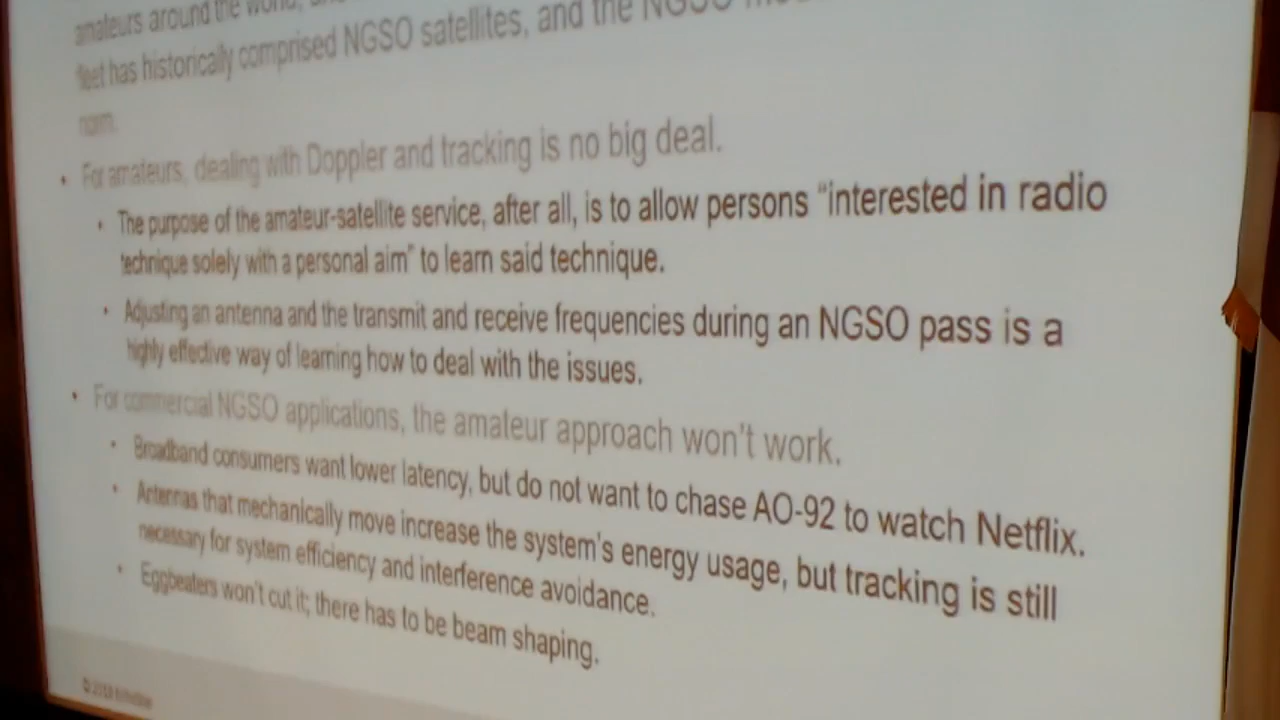 amateurs around the world,
fleet has historically comprised NGSO satellites, and the NGSO
norm.
• For amateurs, dealing with Doppler and tracking is no big deal.
• The purpose of the amateur-satellite service, after all, is to allow persons “interested in radio
technique solely with a personal aim” to learn said technique.
• Adjusting an antenna and the transmit and receive frequencies during an NGSO pass is a
highly effective way of learning how to deal with the issues.
• For commercial NGSO applications, the amateur approach won’t work.
• Broadband consumers want lower latency, but do not want to chase AO-92 to watch Netflix.
• Antennas that mechanically move increase the system’s energy usage, but tracking is still
necessary for system efficiency and interference avoidance.
• Eggbeaters won’t cut it; there has to be beam shaping.
©